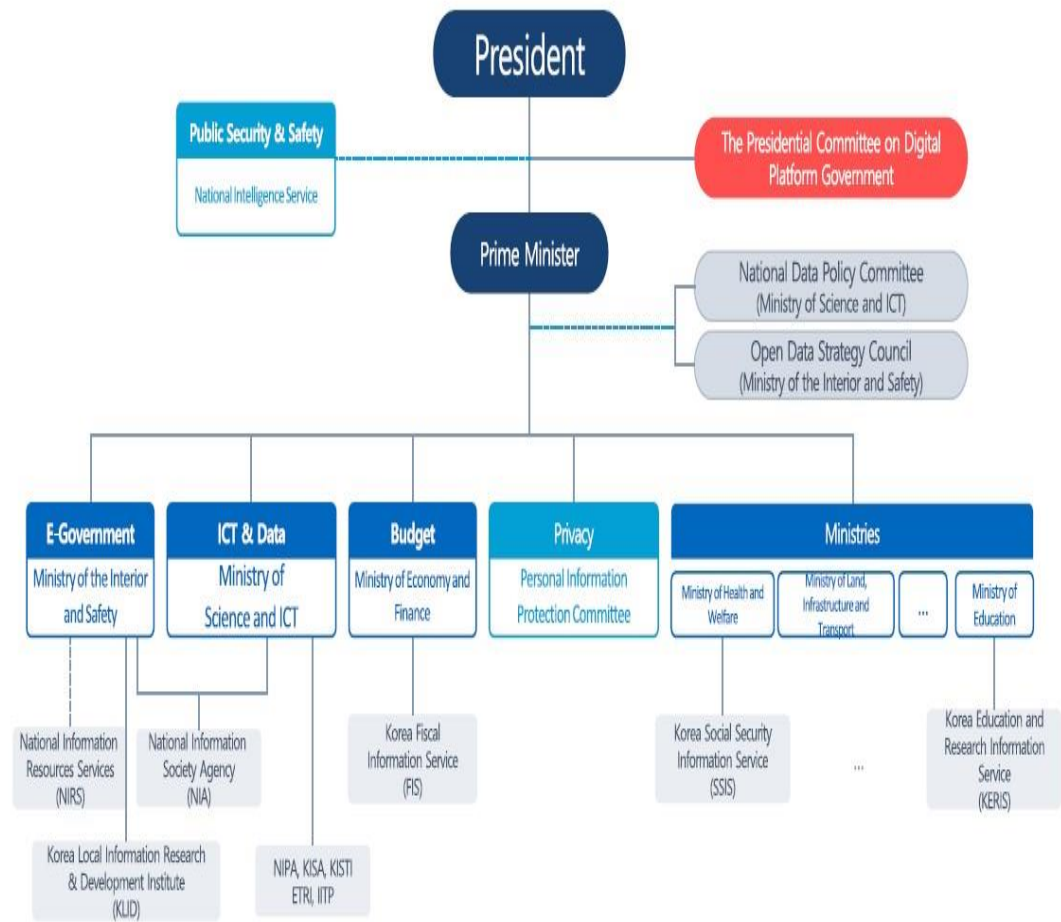 President
Public Security & Safety
National Intelligence Service
The Presidential Committee on Digital
Platform Government
Prime Minister
National Data Policy Committee
(Ministry of Science and ICT)
Open Data Strategy Council
(Ministry of the Interior and Safety)
E-Government
Ministry of the Interior
and Safety
ICT & Data
Ministry of
Science and ICT
Budget
Ministry of Economy and
Finance
Privacy
Personal Information
Protection Committee
Ministries
Ministry of Health and
Welfare
Ministry of Land,
Infrastructure and
Transport
...
Ministry of
Education
National Information
Resources Services
(NIRS)
National Information
Society Agency
(NIA)
Korea Fiscal
Information Service
(FIS)
Korea Social Security
Information Service
(SSIS)
...
Korea Education and
Research Information
Service
(KERIS)
Korea Local Information Research
& Development Institute
(KLID)
NIPA, KISA, KISTI
ETRI, IITP